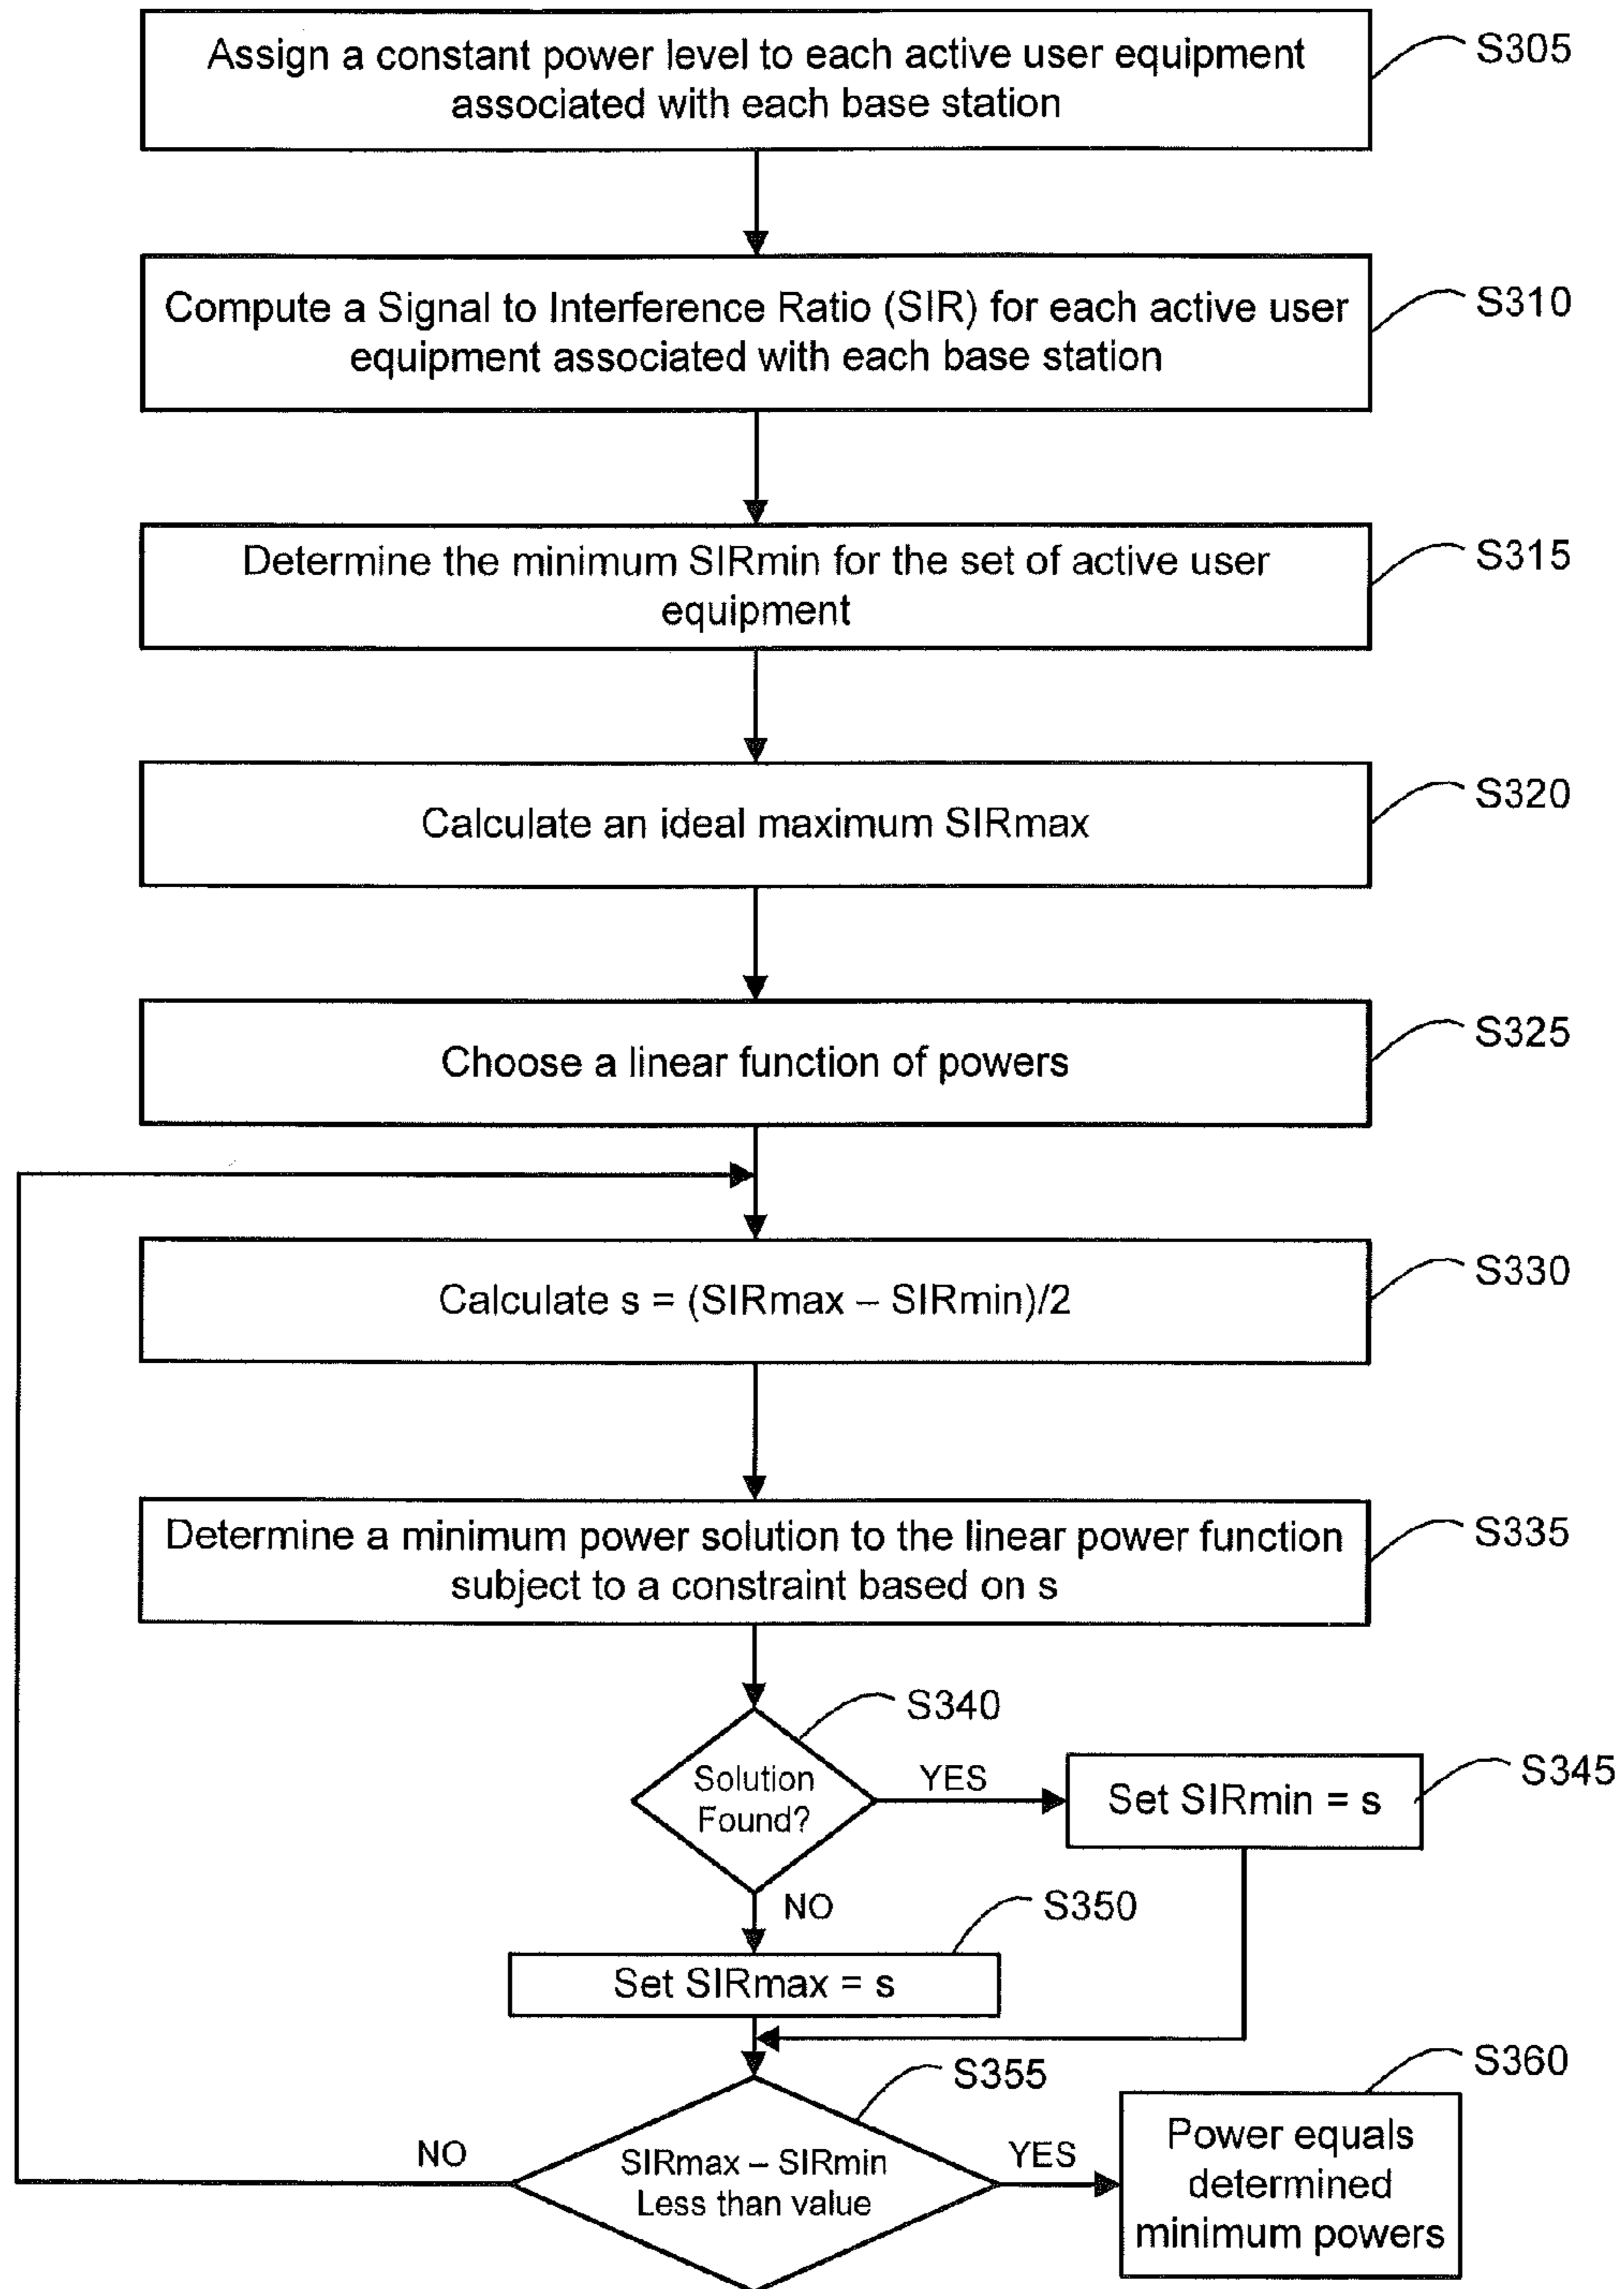 Assign a constant power level to each active user equipment
associated with each base station
S305
Compute a Signal to Interference Ratio (SIR) for each active user
equipment associated with each base station
S310
Determine the minimum SIRmin for the set of active user
equipment
S315
Calculate an ideal maximum SIRmax
S320
Choose a linear function of powers
S325
Calculate s = (SIRmax – SIRmin)/2
S330
Determine a minimum power solution to the linear power function
subject to a constraint based on s
S335
S340
Solution
Found?
YES
Set SIRmin = s
S345
NO
S350
Set SIRmax = s
S355
SIRmax – SIRmin
Less than value
NO
YES
S360
Power equals
determined
minimum powers